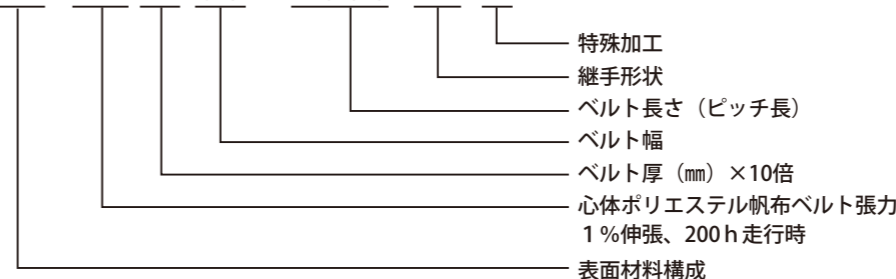 特殊加工
継手形状
ベルト長さ（ピッチ長）
ベルト幅
ベルト厚（㎜）×10倍
心体ポリエステル帆布ベルト張力
１%伸張、200ｈ走行時
表面材料構成